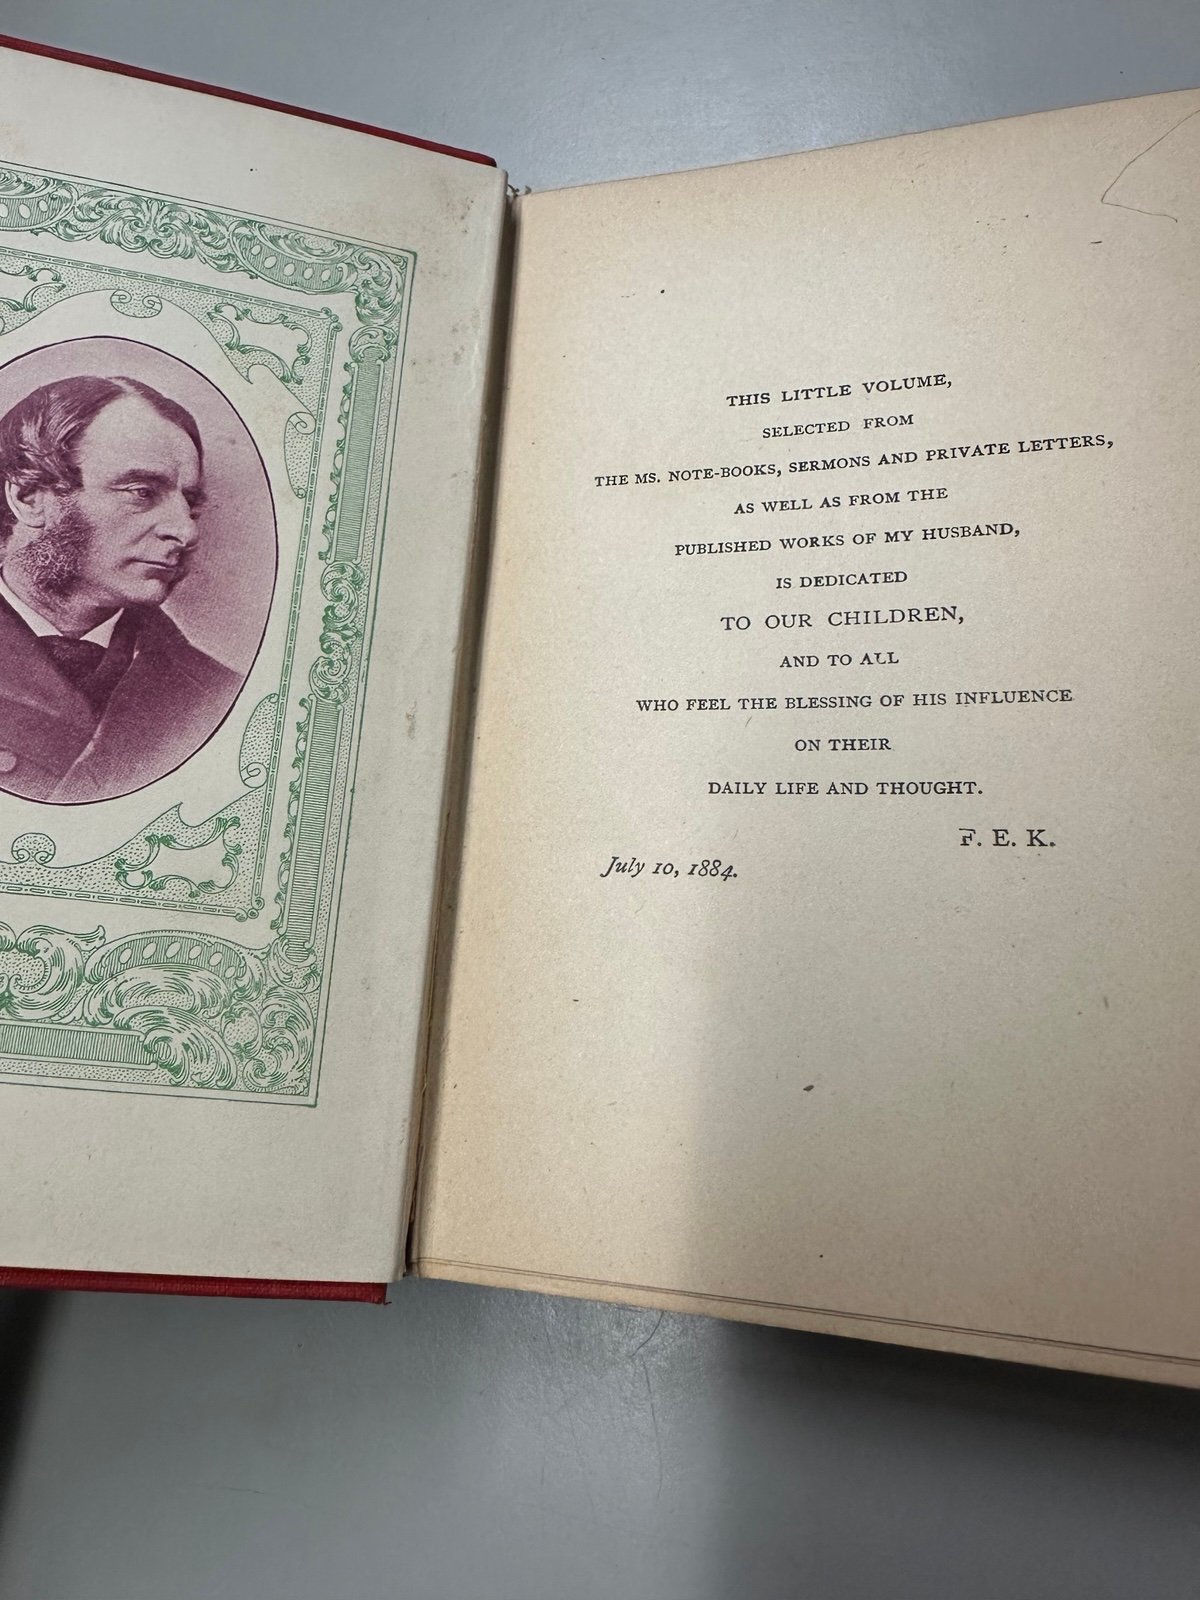 THIS LITTLE VOLUME,
SELECTED FROM
THE MS. NOTE-BOOKS, SERMONS AND PRIVATE LETTERS,
AS WELL AS FROM THE
PUBLISHED WORKS OF MY HUSBAND,
IS DEDICATED
TO OUR CHILDREN,
AND TO ALL
WHO FEEL THE BLESSING OF HIS INFLUENCE
ON THEIR
DAILY LIFE AND THOUGHT.
F. E. K.
July 10, 1884.